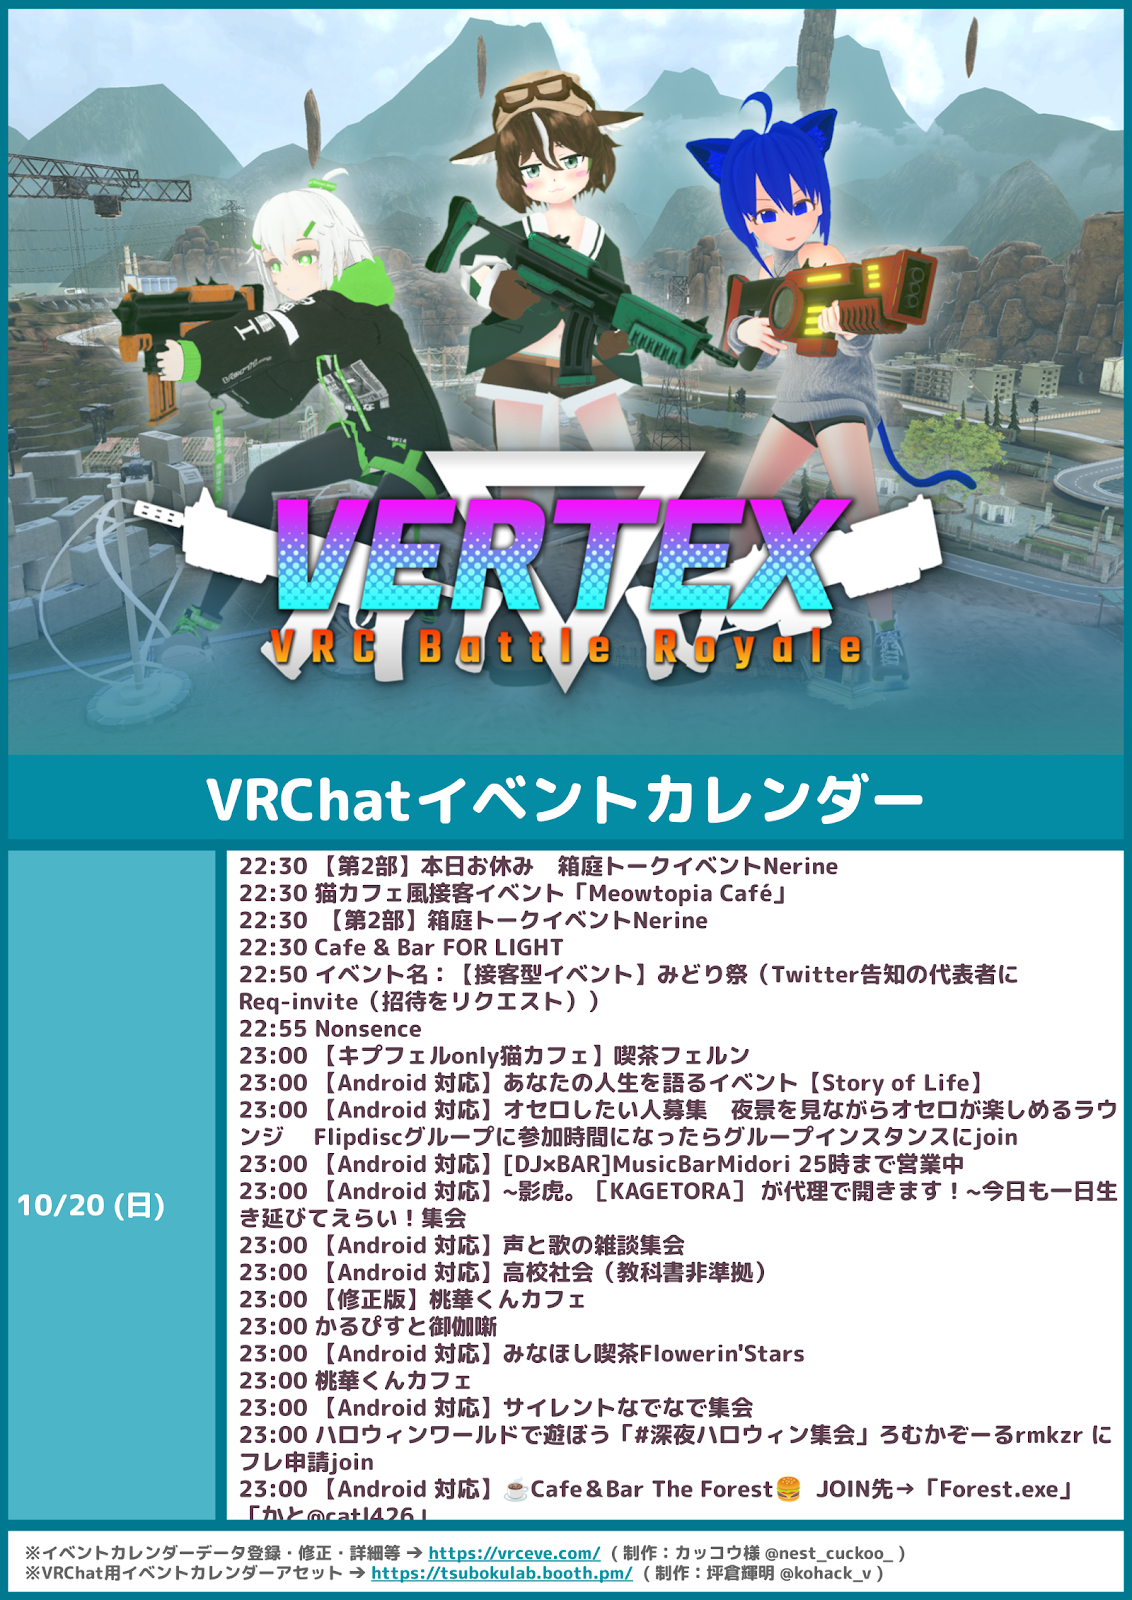 VERTEX
VRC Battle Royale
VRChatイベントカレンダー
10/20 (日)
22:30 【第2部】本日お休み　箱庭トークイベントNerine
22:30 猫カフェ風接客イベント「Meowtopia Café」
22:30 【第2部】箱庭トークイベントNerine
22:30 Cafe & Bar FOR LIGHT
22:50 イベント名：【接客型イベント】みどり祭（Twitter告知の代表者に
Req-invite（招待をリクエスト））
22:55 Nonsence
23:00 【キプフェルonly猫カフェ】喫茶フェルン
23:00 【Android 対応】あなたの人生を語るイベント【Story of Life】
23:00 【Android 対応】オセロしたい人募集　夜景を見ながらオセロが楽しめるラウ
ンジ　Flipdiscグループに参加時間になったらグループインスタンスにjoin
23:00 【Android 対応】[DJ×BAR]MusicBarMidori 25時まで営業中
23:00 【Android 対応】~影虎。［KAGETORA］ が代理で開きます！~今日も一日生
き延びてえらい！集会
23:00 【Android 対応】声と歌の雑談集会
23:00 【Android 対応】高校社会（教科書非準拠）
23:00 【修正版】桃華くんカフェ
23:00 かるぴすと御伽噺
23:00 【Android 対応】みなほし喫茶Flowerin'Stars
23:00 桃華くんカフェ
23:00 【Android 対応】サイレントなでなで集会
23:00 ハロウィンワールドで遊ぼう「#深夜ハロウィン集会」ろむかぞーるrmkzr に
フレ申請join
23:00 【Android 対応】☕Cafe＆Bar The Forest🍔 JOIN先→「Forest.exe」
「かと@catl426」
※イベントカレンダーデータ登録・修正・詳細等 → https://vrceve.com/ ( 制作：カッコウ様 @nest_cuckoo_ )
※VRChat用イベントカレンダーアセット → https://tsubokulab.booth.pm/ ( 制作：坪倉輝明 @kohack_v )